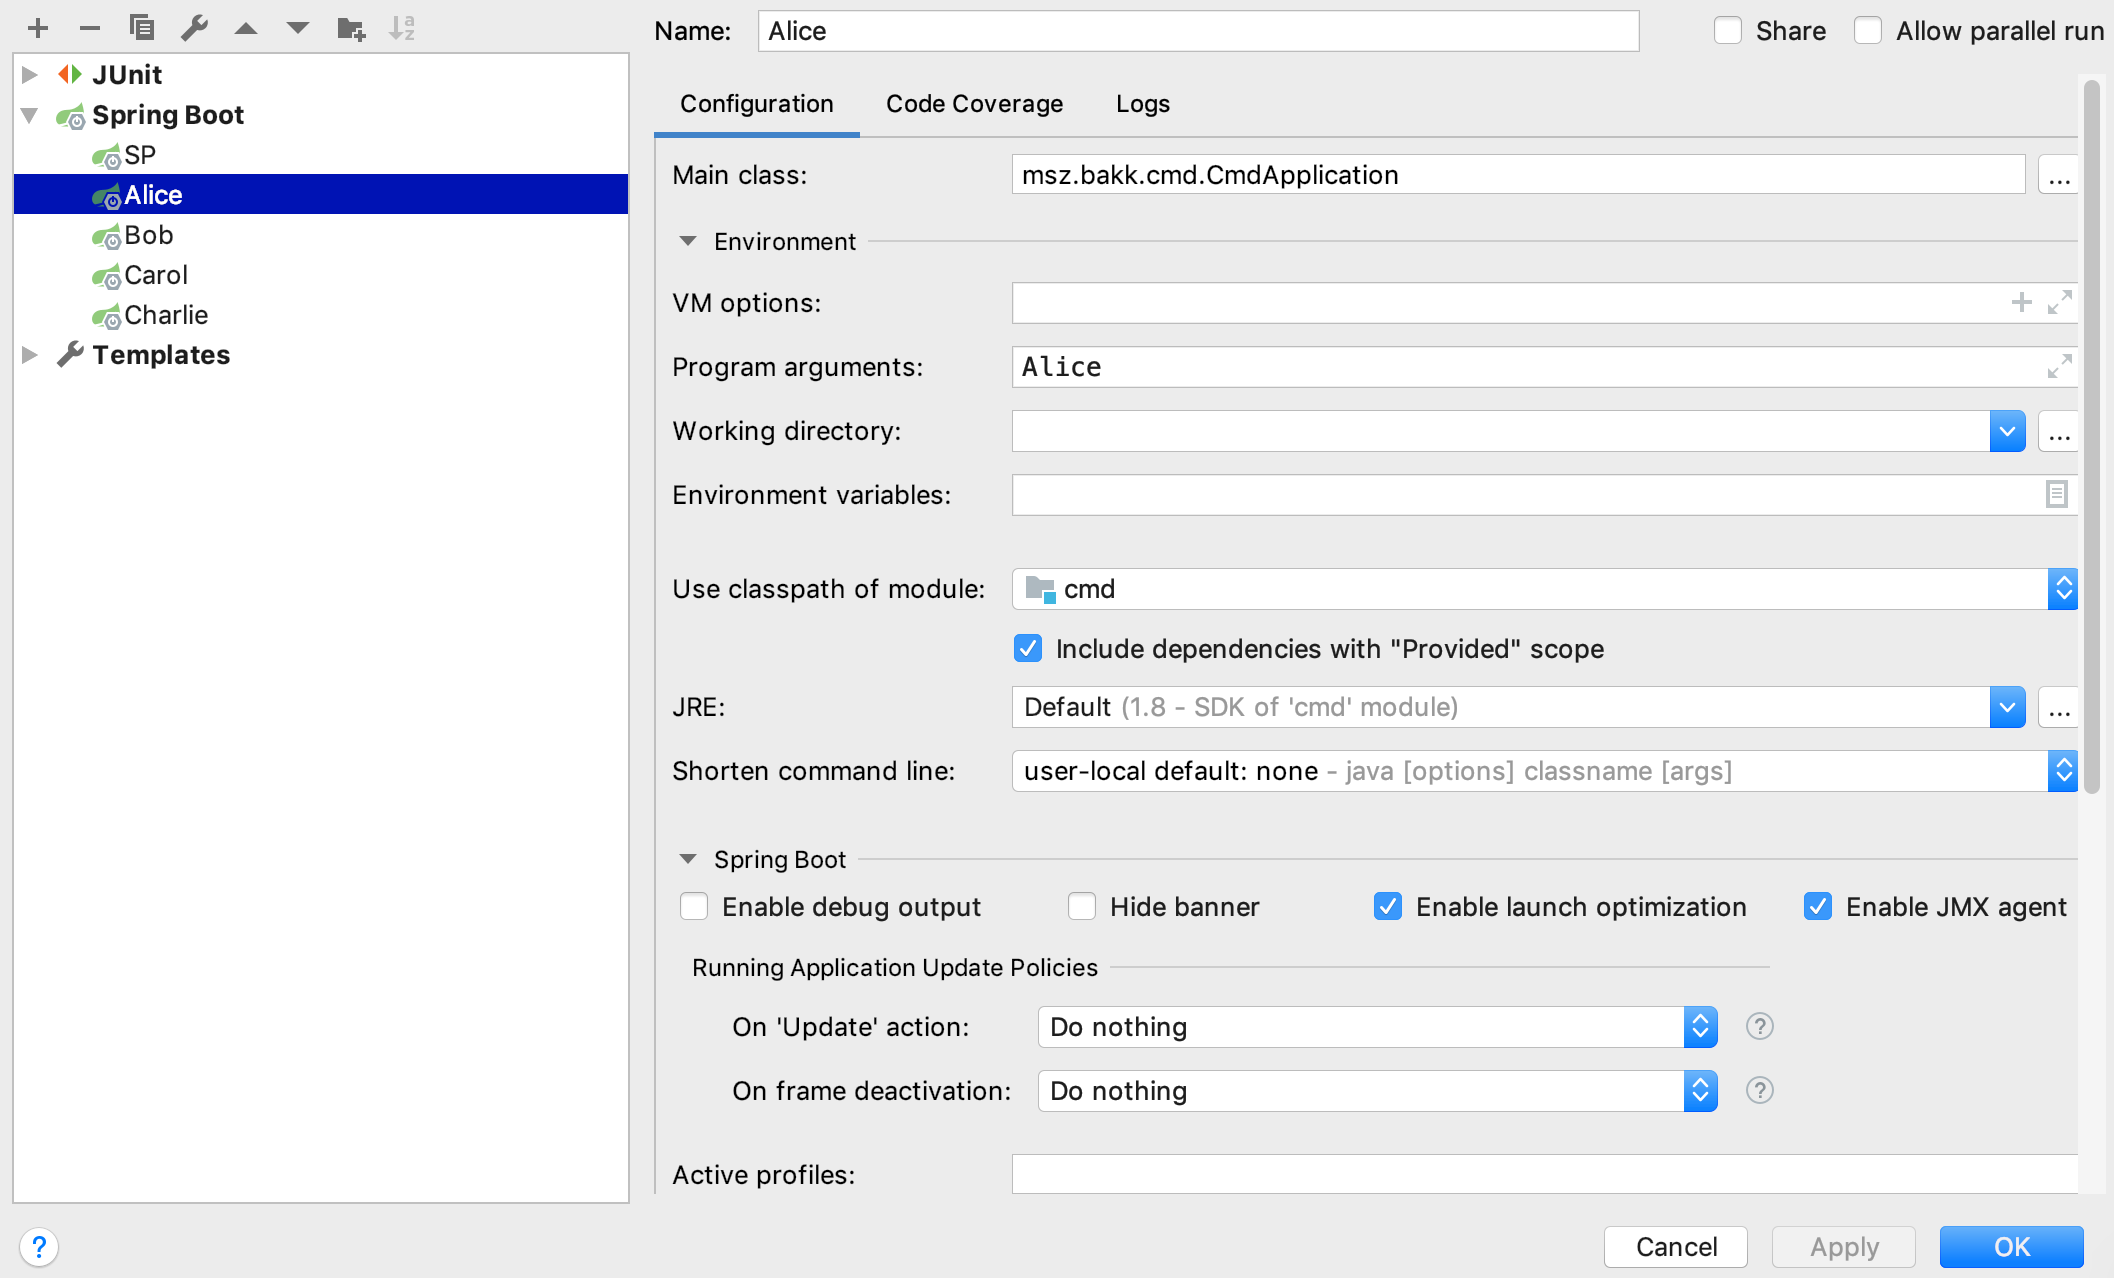 Name: Alice Share Allow parallel run
JUnit
Spring Boot
SP
Alice
Bob
Carol
Charlie
Templates
Configuration Code Coverage Logs
Main class: msz.bakk.cmd.CmdApplication ...
Environment
VM options:
Program arguments: Alice
Working directory: ...
Environment variables:
Use classpath of module: cmd
Include dependencies with "Provided" scope
JRE: Default (1.8 - SDK of 'cmd' module) ...
Shorten command line: user-local default: none - java [options] classname [args]
Spring Boot
Enable debug output Hide banner Enable launch optimization Enable JMX agent
Running Application Update Policies
On 'Update' action: Do nothing ?
On frame deactivation: Do nothing ?
Active profiles:
? Cancel Apply OK